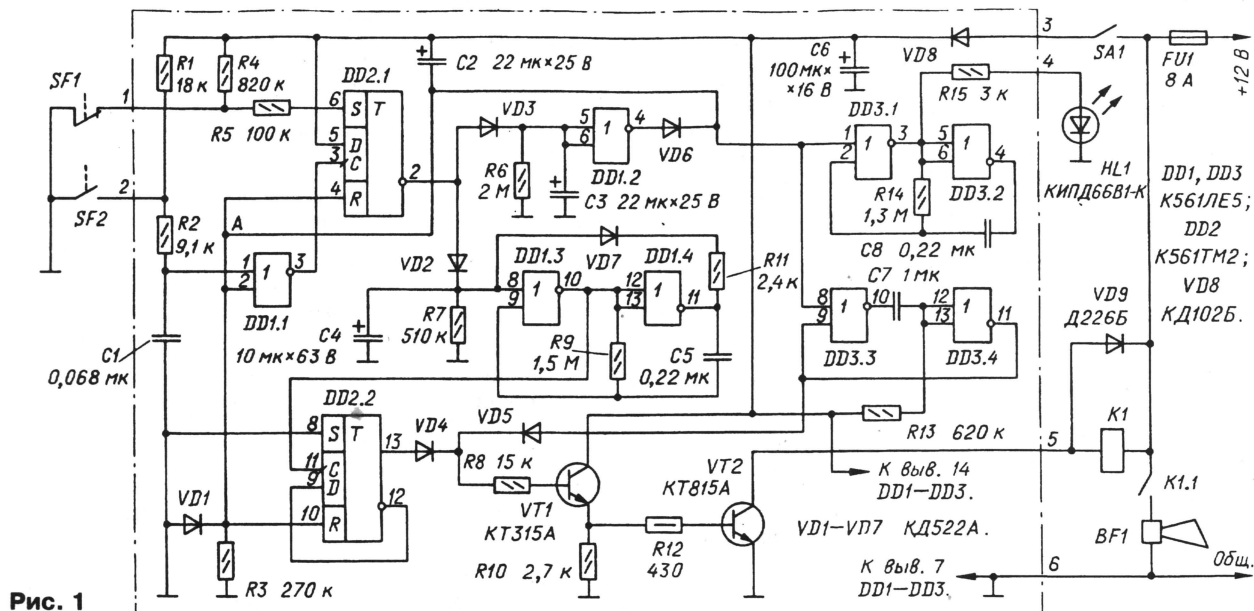 SF1
1
SF2
2
R1
18 к
R4
820 к
R5 100 к
R2
9,1 к
A
C1
0,068 мк
1
2
1
3
DD1.1
VD1
R3 270 к
DD2.1
6 S T
5 D
3 C
4 R
2
C2 22 мк×25 В
VD3
R6
2 М
5
6
1
4
DD1.2
VD6
C3 22 мк×25 В
VD2
VD7
R7
510 к
C4
10 мк×63 В
8
9
1
10
DD1.3
R9
1,5 М
12
13
1
11
DD1.4
R11
2,4 к
C5
0,22 мк
DD2.2
8 S T
11 C
9 D
10 R
13
12
VD4
VD5
R8 15 к
VT1
КТ315А
R10 2,7 к
R12
430
VT2
КТ815А
C6
100 мк×
×16 В
VD8
3
SA1
FU1
8 А
+12 В
R15 3 к
4
HL1
КИПД66В1-К
DD3.1
1
2
1
3
R14
1,3 М
5
6
1
4
DD3.2
C8 0,22 мк
C7 1 мк
8
9
1
10
DD3.3
12
13
1
11
DD3.4
R13 620 к
DD1, DD3
К561ЛЕ5;
DD2
К561ТМ2;
VD8
КД102Б.
VD9
Д226Б
5
K1
K1.1
BF1
К выв. 14
DD1–DD3.
VD1–VD7 КД522А.
К выв. 7
DD1–DD3.
6
Общ.
Рис. 1